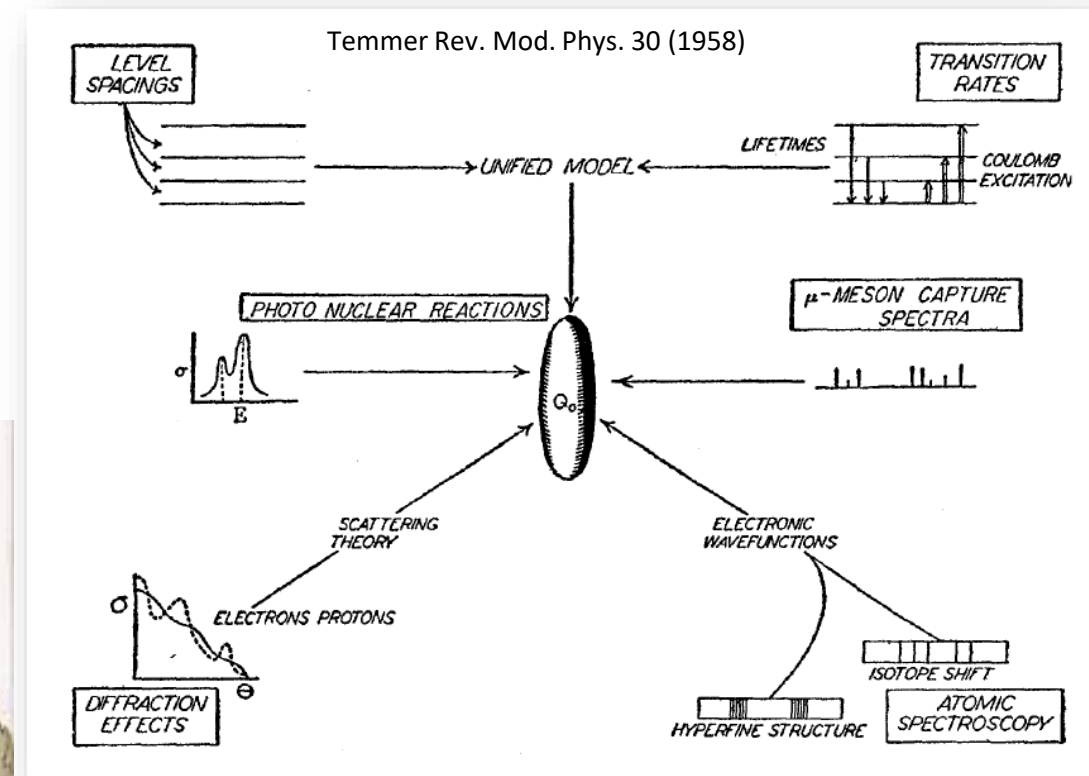 Temmer Rev. Mod. Phys. 30 (1958)
LEVEL
SPACINGS
TRANSITION
RATES
LIFETIMES
UNIFIED MODEL
COULOMB
EXCITATION
PHOTO NUCLEAR REACTIONS
μ-MESON CAPTURE
SPECTRA
σ
E
Q₀
SCATTERING
THEORY
ELECTRONIC
WAVEFUNCTIONS
σ
ELECTRONS PROTONS
Θ
DIFFRACTION
EFFECTS
ISOTOPE SHIFT
HYPERFINE STRUCTURE
ATOMIC
SPECTROSCOPY